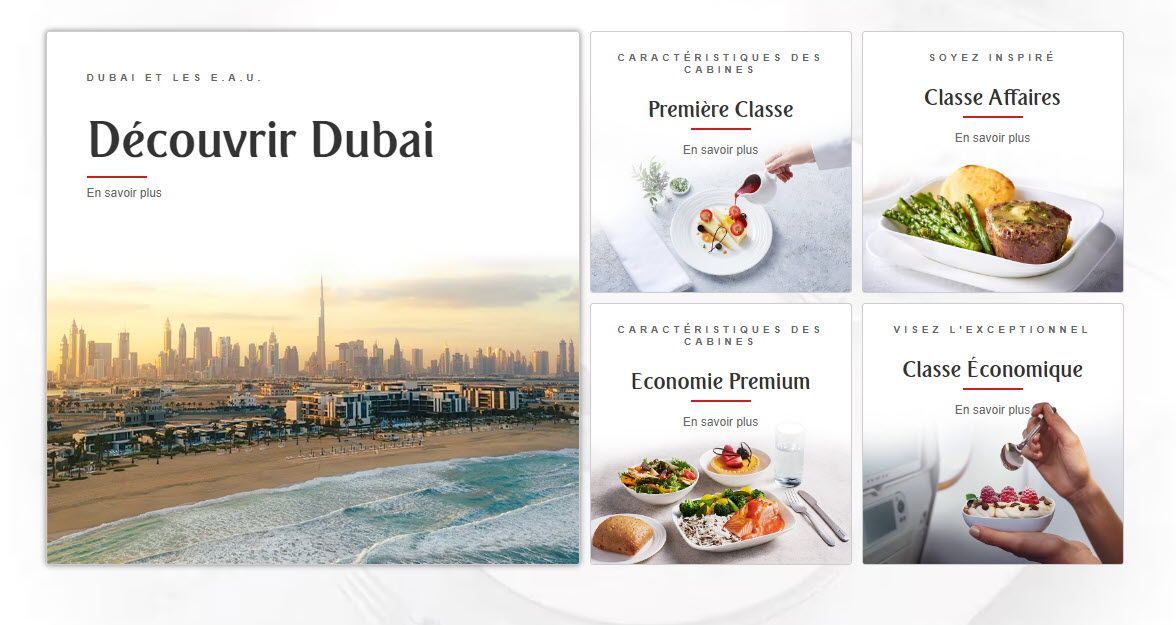 DUBAI ET LES E.A.U.
Découvrir Dubai
En savoir plus
CARACTÉRISTIQUES DES
CABINES
Première Classe
En savoir plus
SOYEZ INSPIRÉ
Classe Affaires
En savoir plus
CARACTÉRISTIQUES DES
CABINES
Economie Premium
En savoir plus
VISEZ L'EXCEPTIONNEL
Classe Économique
En savoir plus